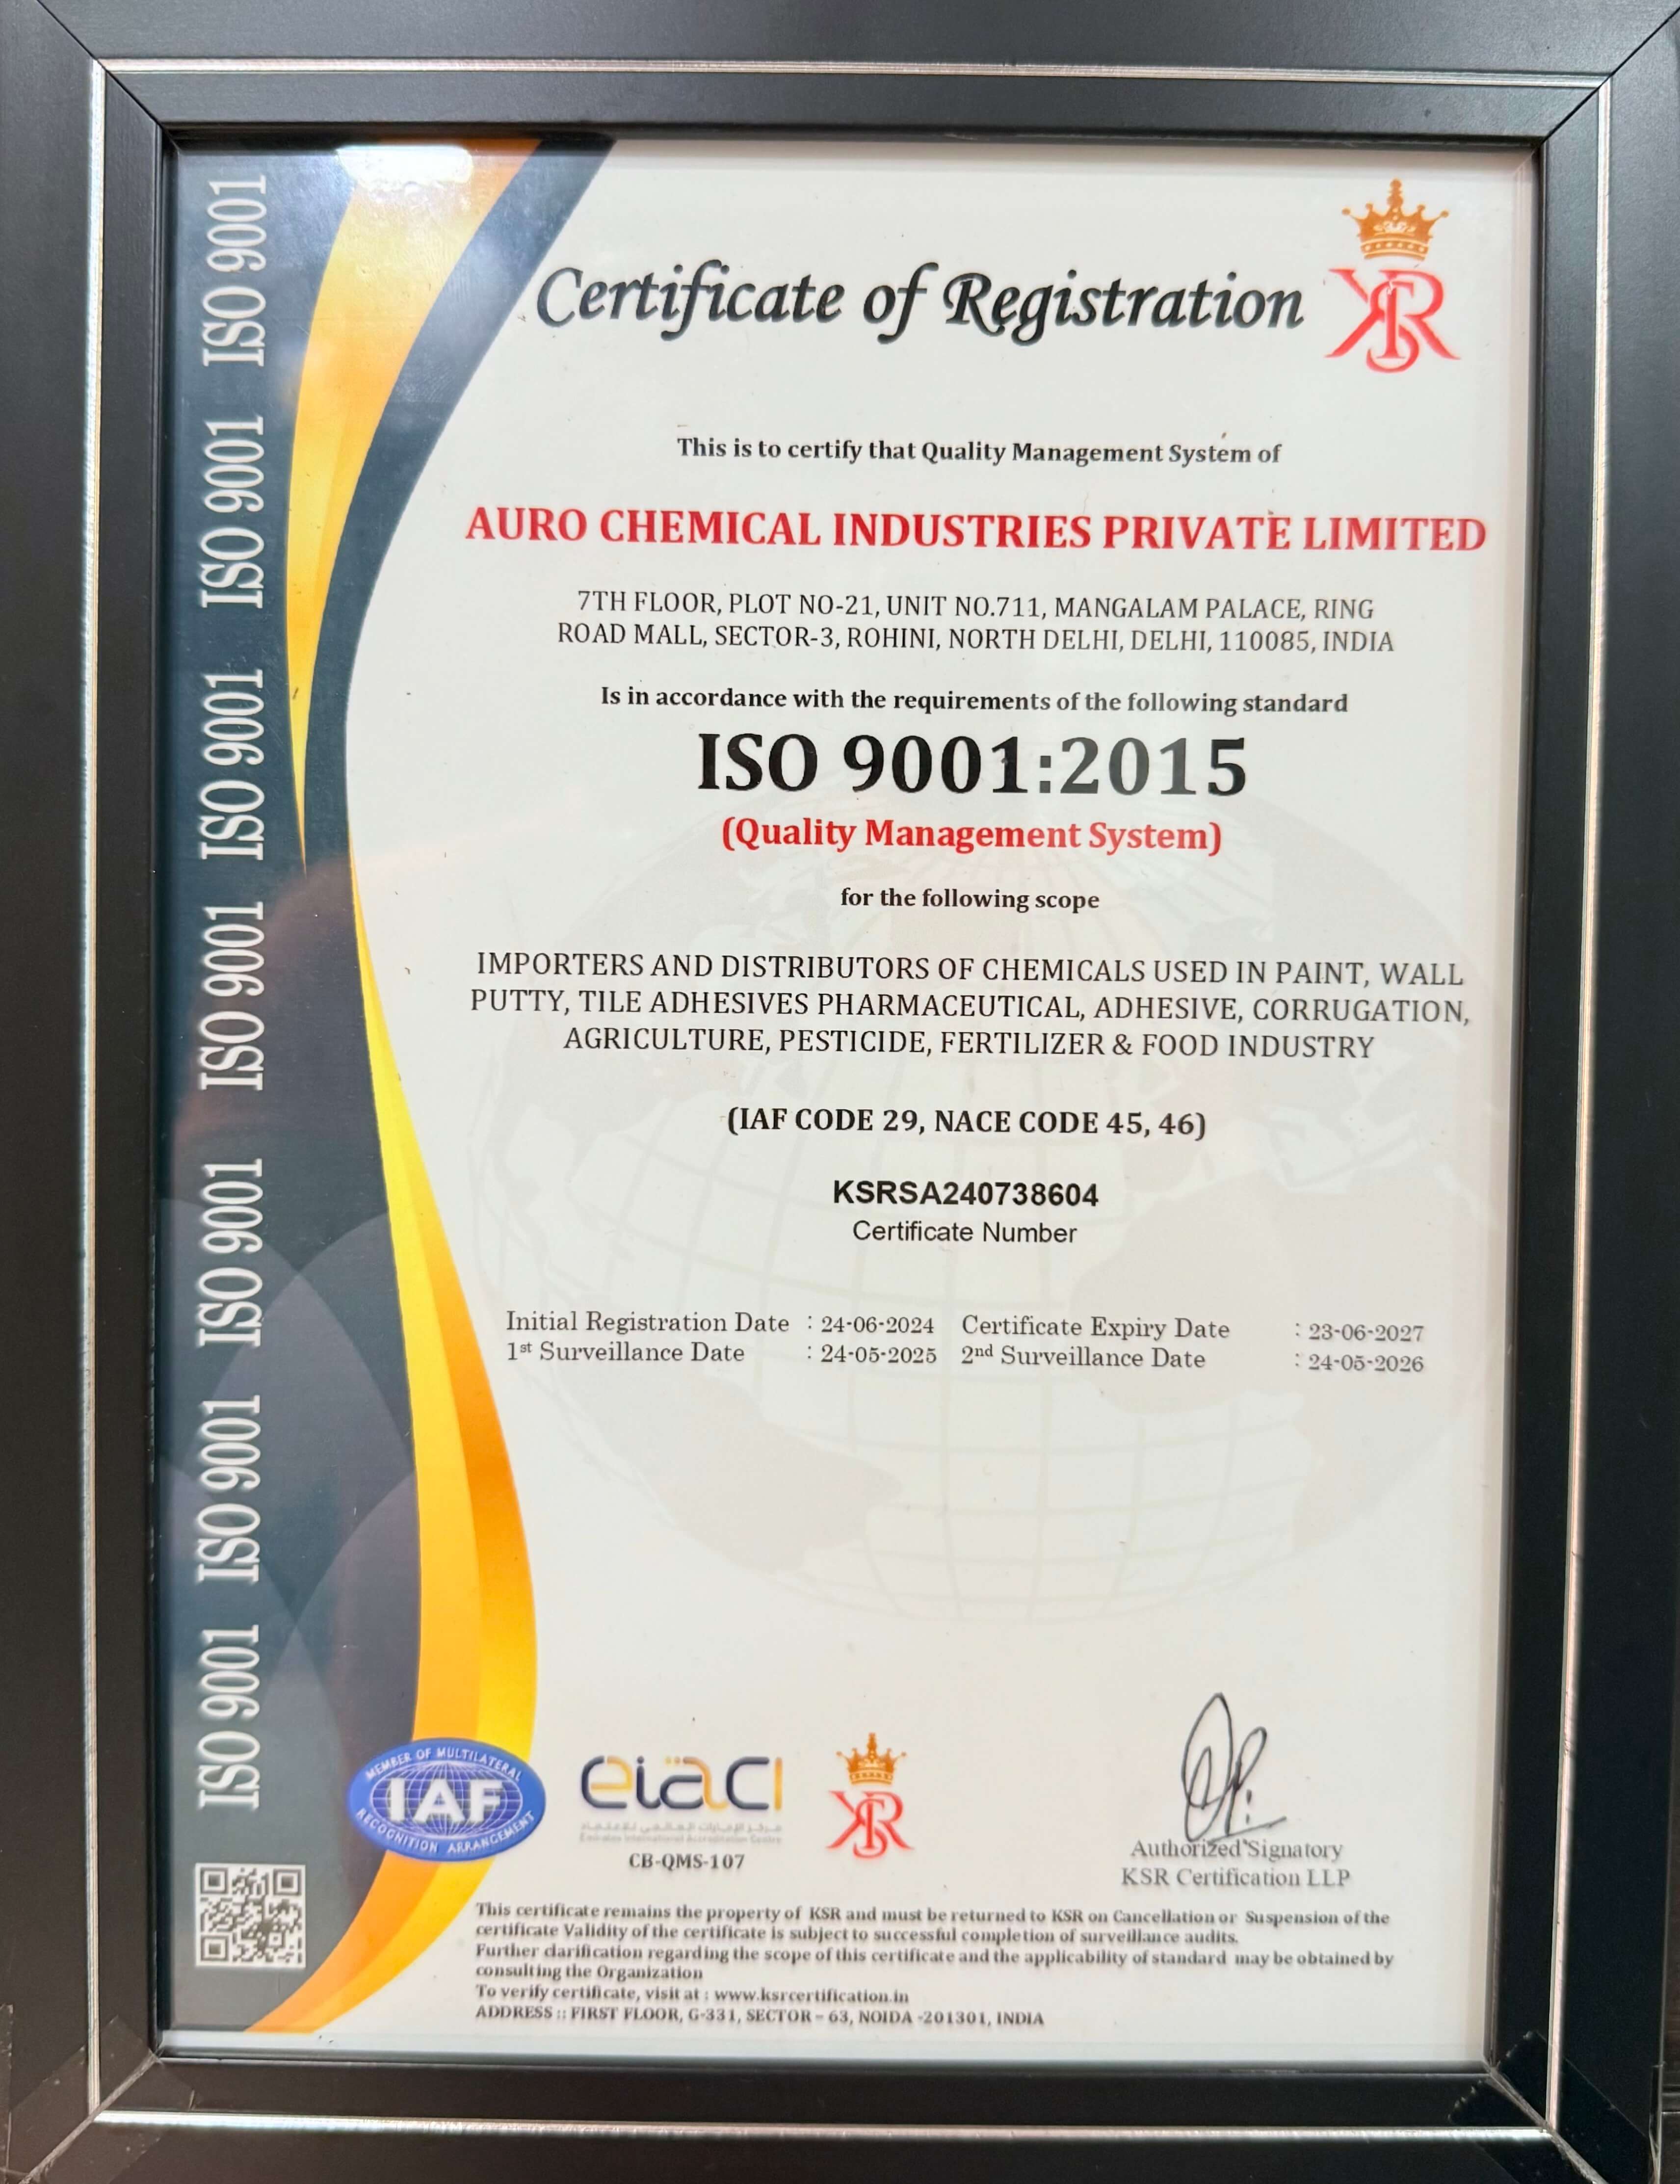 Certificate of Registration
KSR
This is to certify that Quality Management System of
AURO CHEMICAL INDUSTRIES PRIVATE LIMITED
7TH FLOOR, PLOT NO-21, UNIT NO.711, MANGALAM PALACE, RING
ROAD MALL, SECTOR-3, ROHINI, NORTH DELHI, DELHI, 110085, INDIA
Is in accordance with the requirements of the following standard
ISO 9001:2015
(Quality Management System)
for the following scope
IMPORTERS AND DISTRIBUTORS OF CHEMICALS USED IN PAINT, WALL
PUTTY, TILE ADHESIVES PHARMACEUTICAL, ADHESIVE, CORRUGATION,
AGRICULTURE, PESTICIDE, FERTILIZER & FOOD INDUSTRY
(IAF CODE 29, NACE CODE 45, 46)
KSRSA240738604
Certificate Number
Initial Registration Date : 24-06-2024 Certificate Expiry Date : 23-06-2027
1st Surveillance Date : 24-05-2025 2nd Surveillance Date : 24-05-2026
ISO 9001 ISO 9001 ISO 9001 ISO 9001 ISO 9001 ISO 9001 ISO 9001
MEMBER OF MULTILATERAL
IAF
RECOGNITION ARRANGEMENT
eiaci
مركز الإمارات العالمي للاعتماد
Emirates International Accreditation Centre
CB-QMS-107
KSR
Authorized Signatory
KSR Certification LLP
This certificate remains the property of KSR and must be returned to KSR on Cancellation or Suspension of the
certificate Validity of the certificate is subject to successful completion of surveillance audits.
Further clarification regarding the scope of this certificate and the applicability of standard may be obtained by
consulting the Organization
To verify certificate, visit at : www.ksrcertification.in
ADDRESS :: FIRST FLOOR, G-331, SECTOR - 63, NOIDA -201301, INDIA